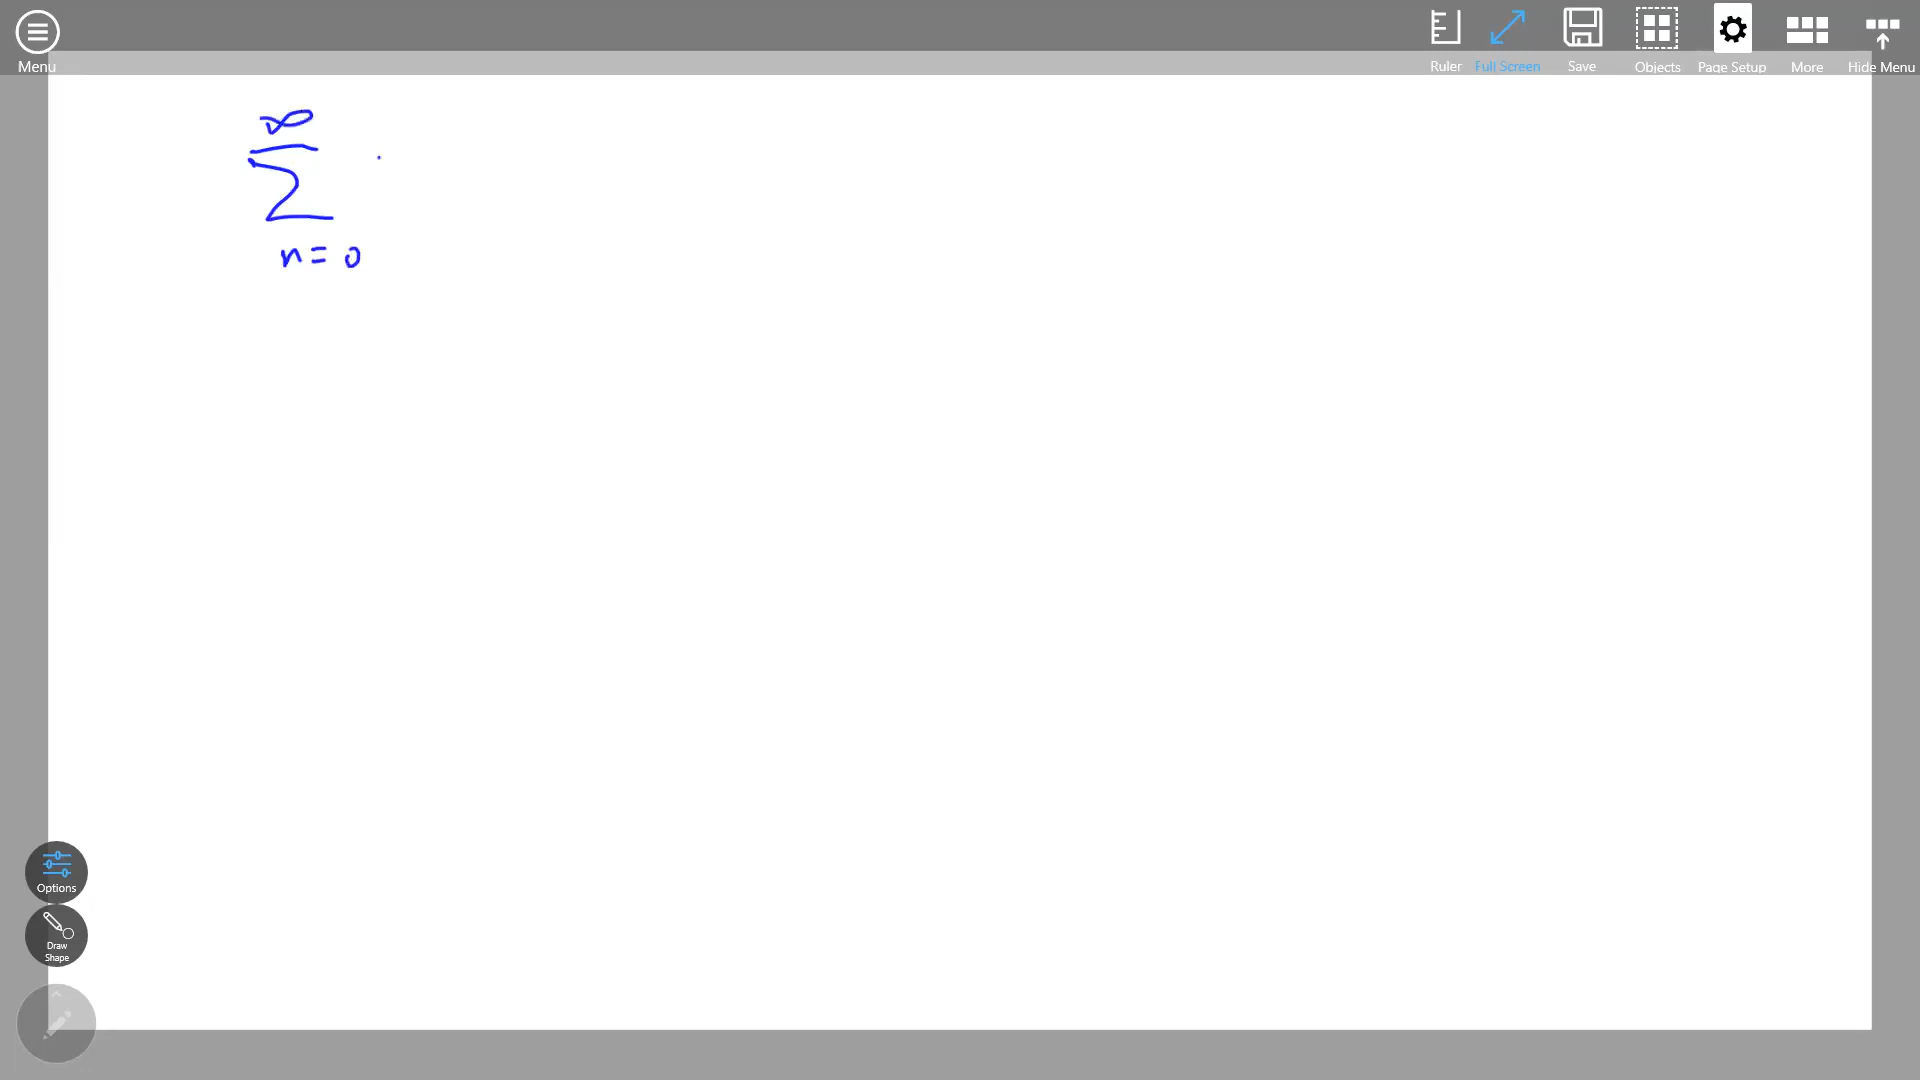 Menu
Ruler Full Screen Save Objects Page Setup More Hide Menu
∞
∑
n = 0
Options
Draw
Shape